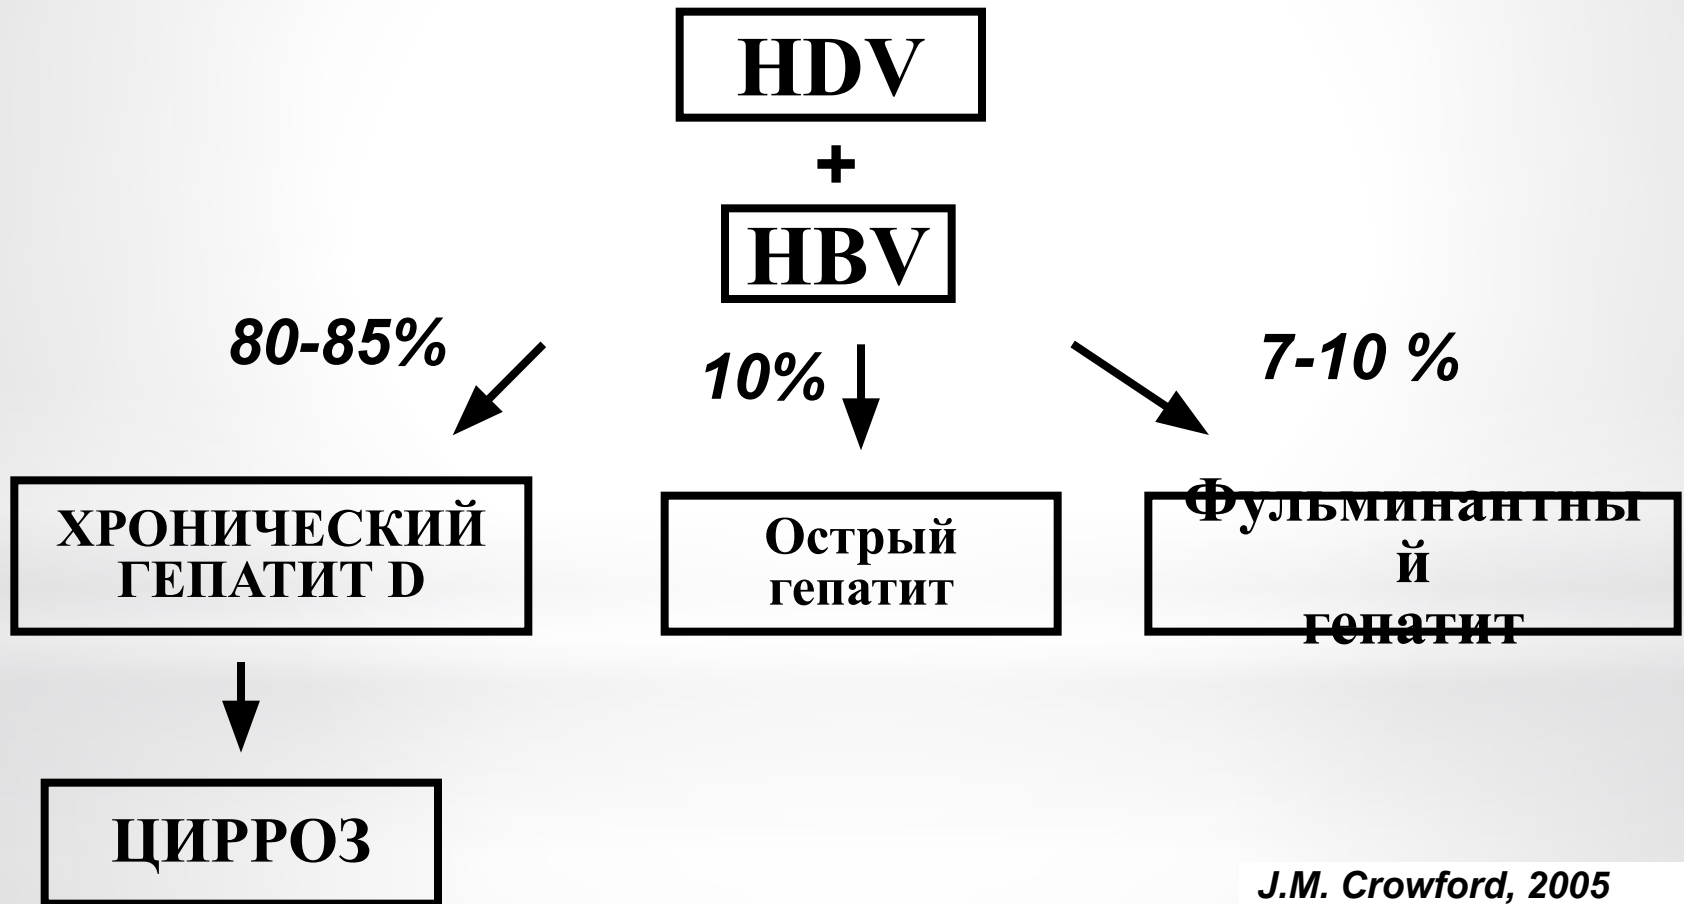 HDV
+
HBV
80-85%
10%
7-10 %
ХРОНИЧЕСКИЙ
ГЕПАТИТ D
Острый
гепатит
Фульминантны
й
гепатит
ЦИРРОЗ
J.M. Crowford, 2005